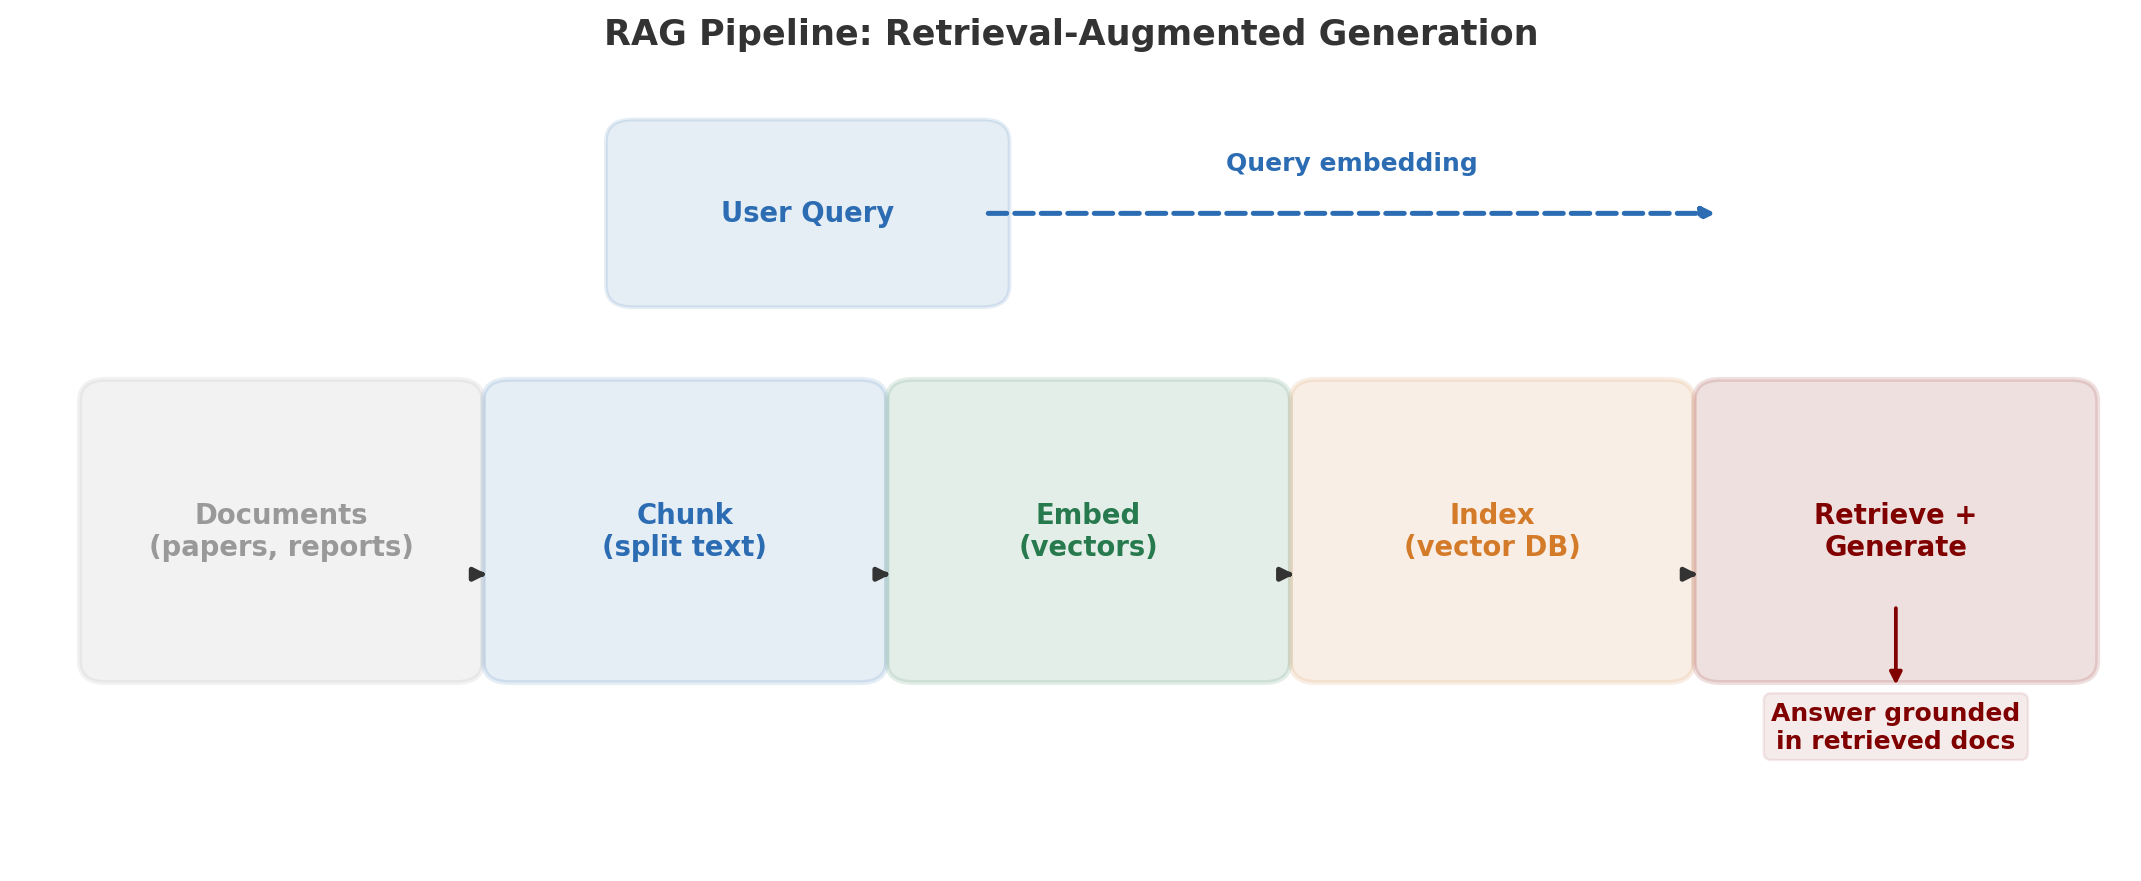 RAG Pipeline: Retrieval-Augmented Generation
Query embedding
User Query
Documents
(papers, reports)
Chunk
(split text)
Embed
(vectors)
Index
(vector DB)
Retrieve +
Generate
Answer grounded
in retrieved docs